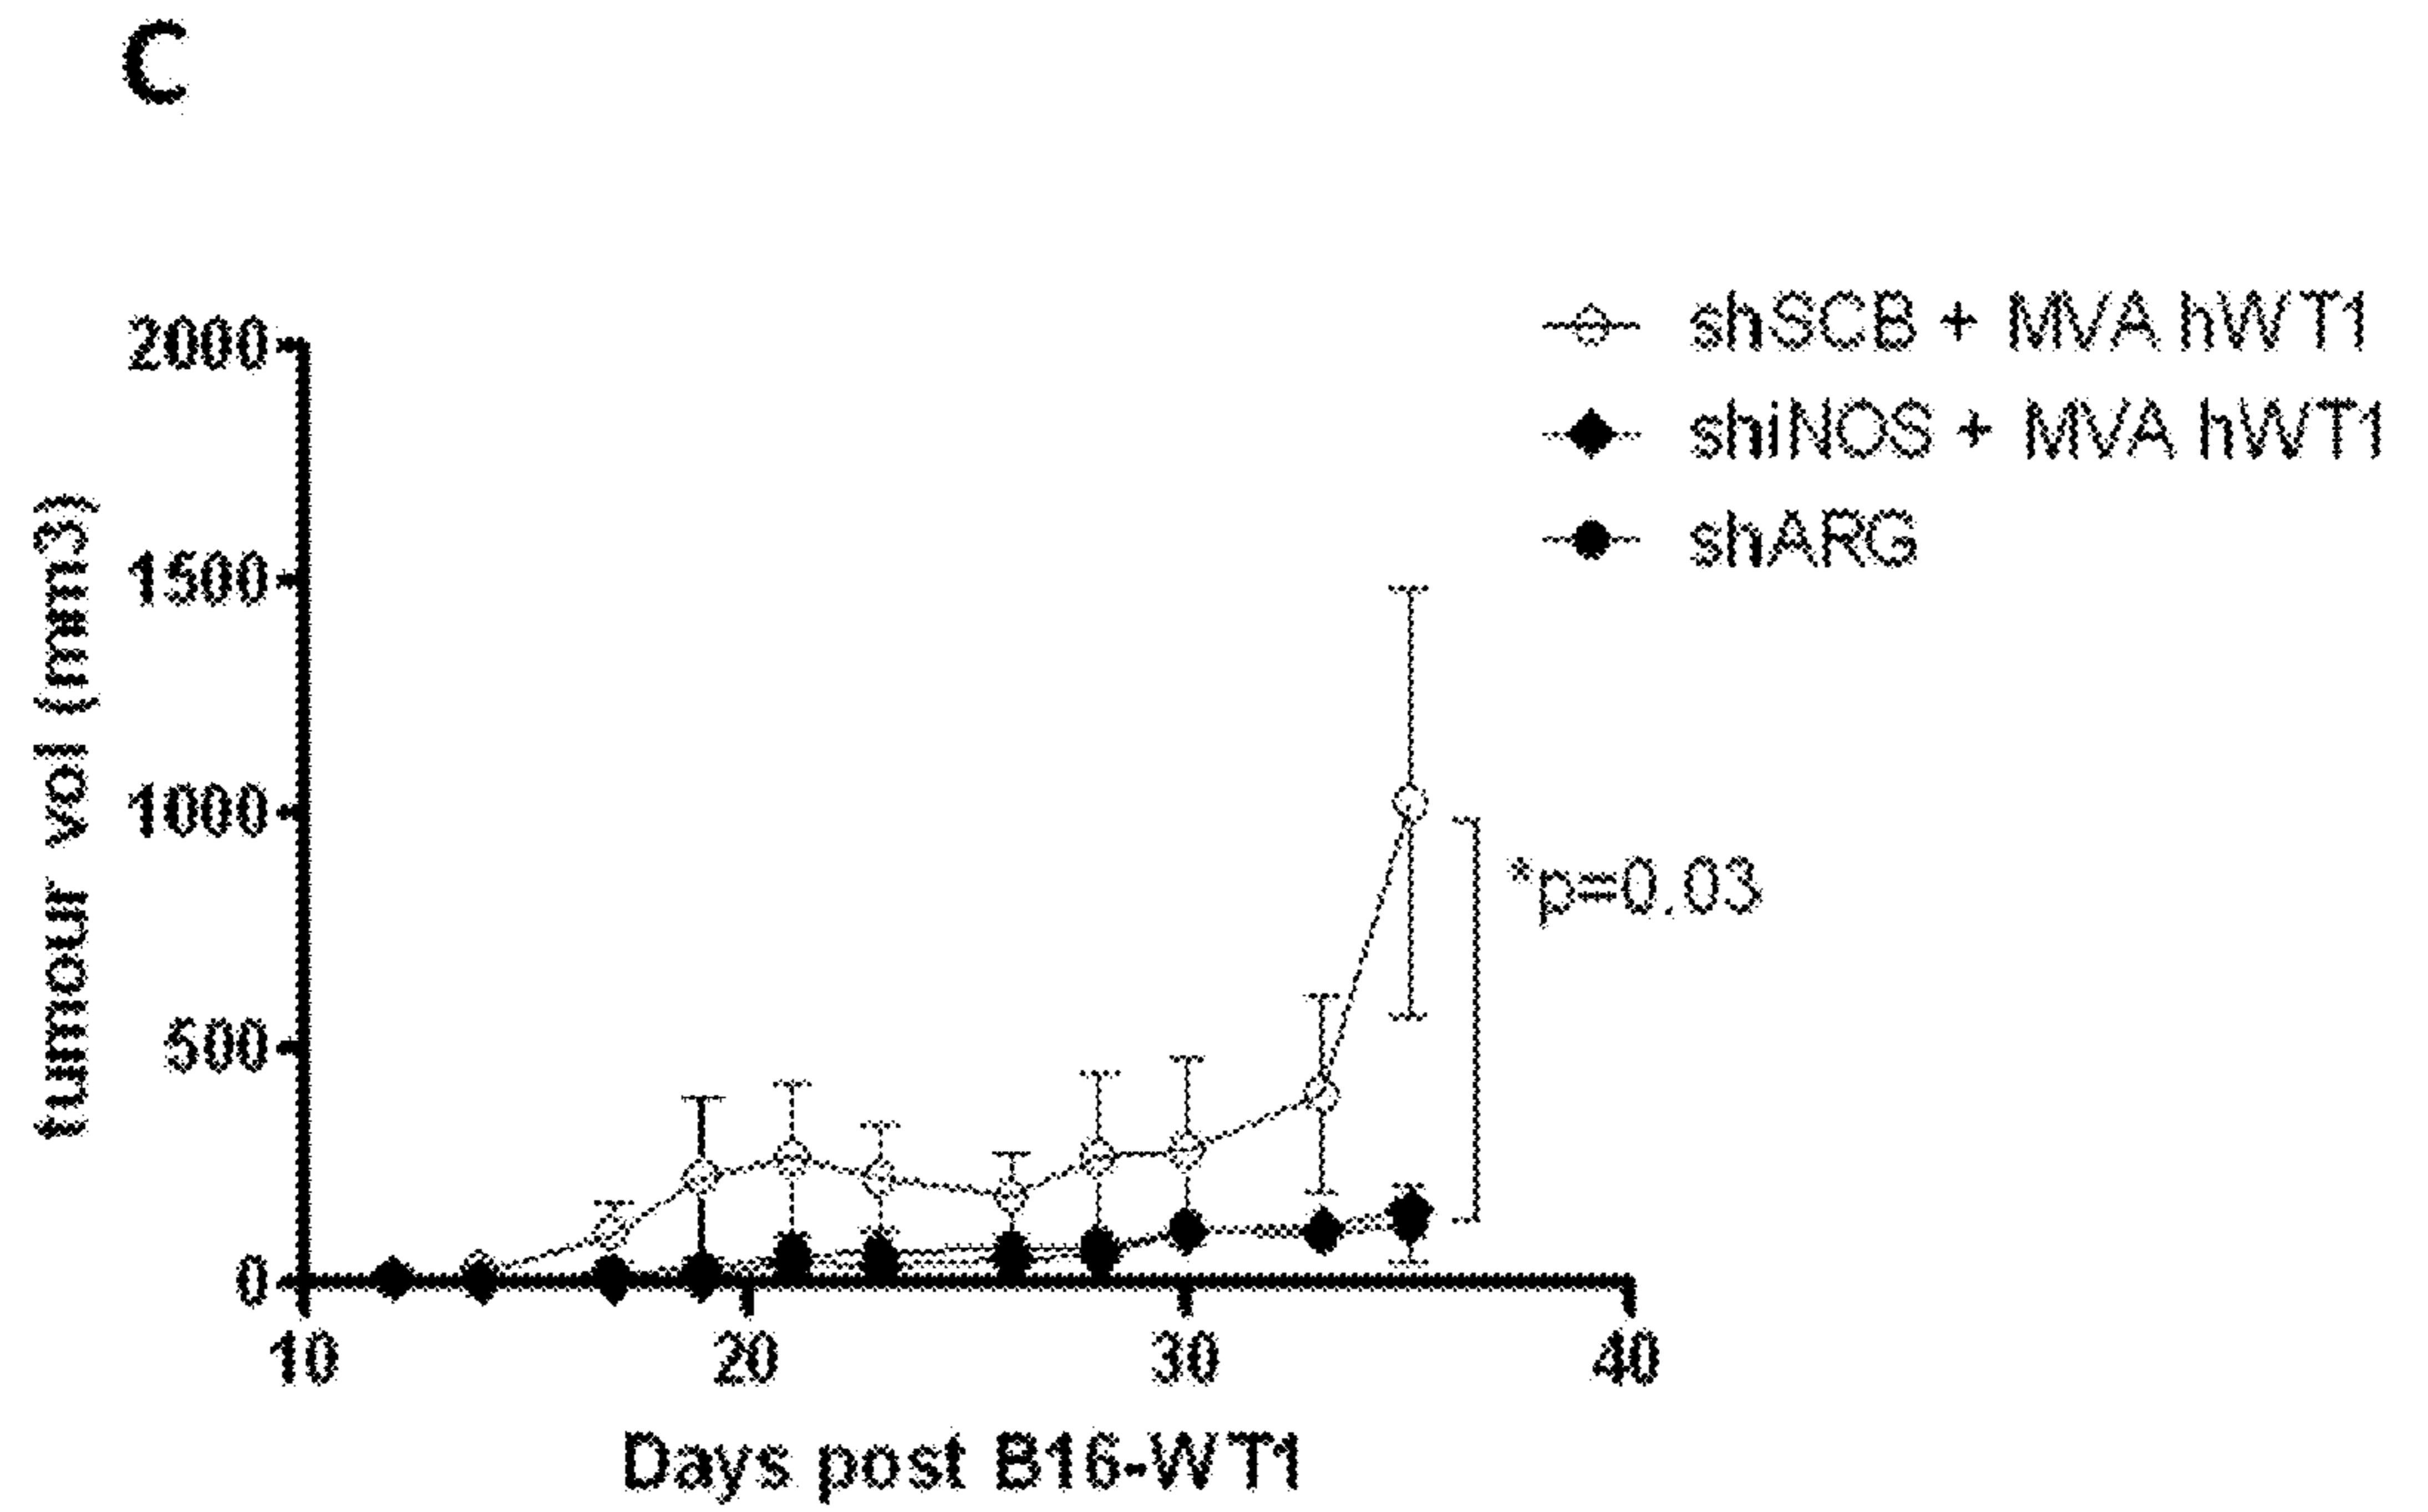 C
shSCB + MVA hWT1
shiNOS + MVA hWT1
shARG
2000
1500
1000
500
0
tumour vol (mm3)
*p=0.03
10 20 30 40
Days post B16-WT1